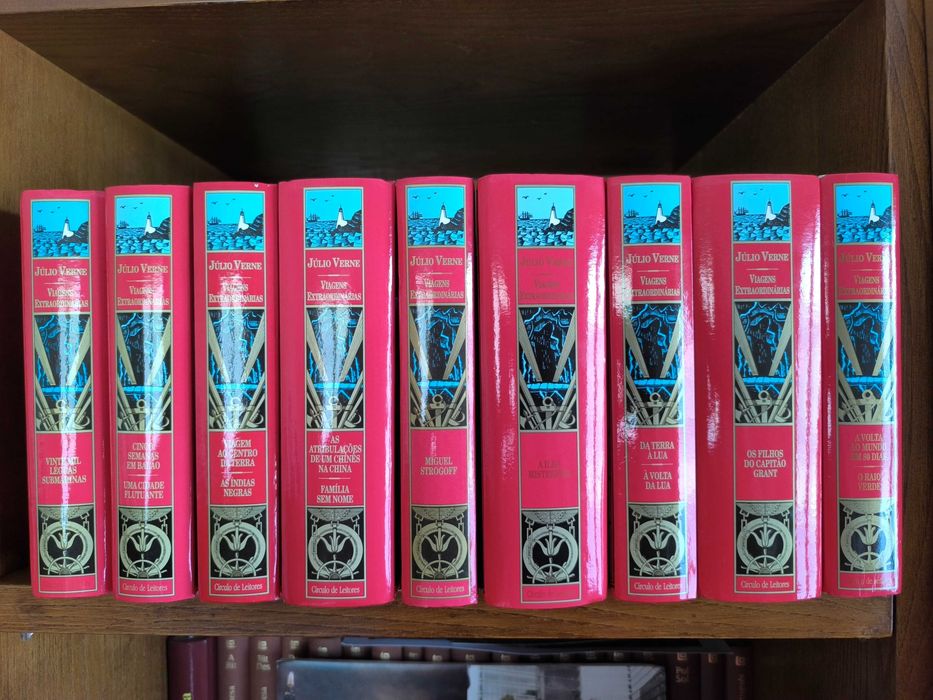 JÚLIO VERNE
VIAGENS
EXTRAORDINÁRIAS
VINTE MIL
LÉGUAS
SUBMARINAS
JÚLIO VERNE
VIAGENS
EXTRAORDINÁRIAS
CINCO
SEMANAS
EM BALÃO
UMA CIDADE
FLUTUANTE
Círculo de Leitores
JÚLIO VERNE
VIAGENS
EXTRAORDINÁRIAS
VIAGEM
AO CENTRO
DA TERRA
AS ÍNDIAS
NEGRAS
Círculo de Leitores
JÚLIO VERNE
VIAGENS
EXTRAORDINÁRIAS
AS
ATRIBULAÇÕES
DE UM CHINÊS
NA CHINA
FAMÍLIA
SEM NOME
Círculo de Leitores
JÚLIO VERNE
VIAGENS
EXTRAORDINÁRIAS
MIGUEL
STROGOFF
Círculo de Leitores
JÚLIO VERNE
VIAGENS
EXTRAORDINÁRIAS
A ILHA
MISTERIOSA
JÚLIO VERNE
VIAGENS
EXTRAORDINÁRIAS
DA TERRA
À LUA
À VOLTA
DA LUA
Círculo de Leitores
JÚLIO VERNE
VIAGENS
EXTRAORDINÁRIAS
OS FILHOS
DO CAPITÃO
GRANT
Círculo de Leitores
JÚLIO VERNE
VIAGENS
EXTRAORDINÁRIAS
A VOLTA
AO MUNDO
EM 80 DIAS
O RAIO
VERDE